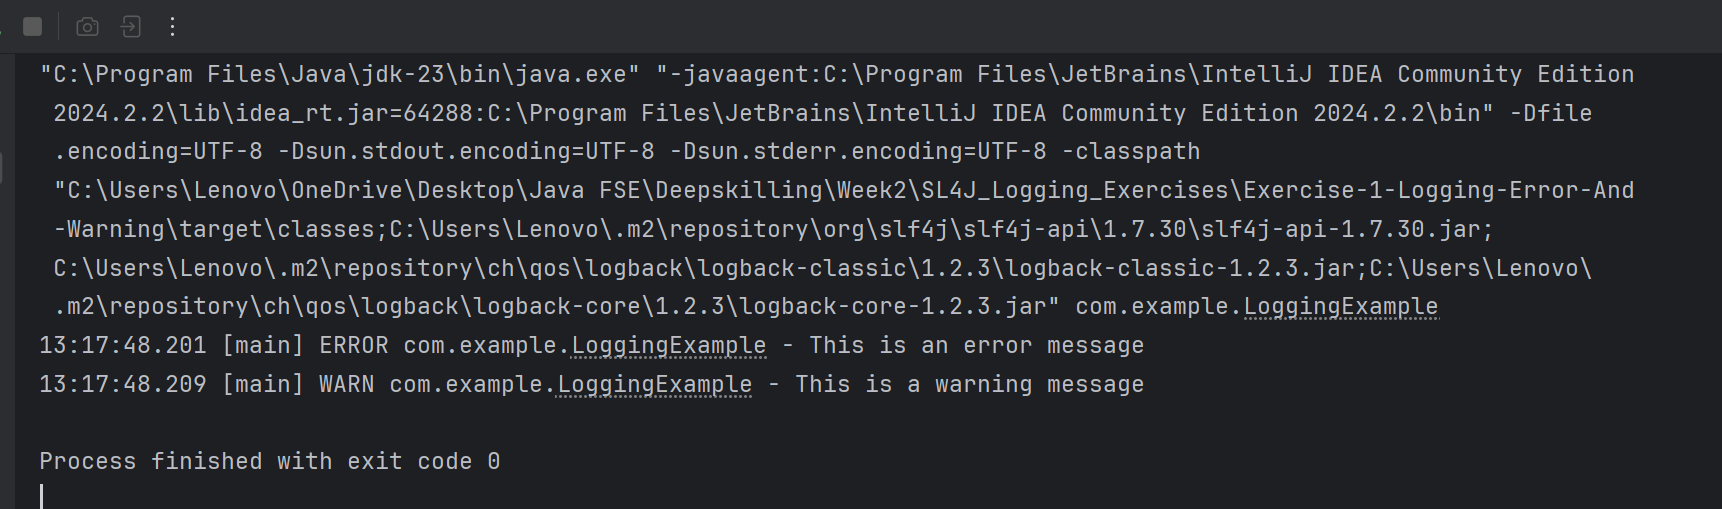 "C:\Program Files\Java\jdk-23\bin\java.exe" "-javaagent:C:\Program Files\JetBrains\IntelliJ IDEA Community Edition
2024.2.2\lib\idea_rt.jar=64288:C:\Program Files\JetBrains\IntelliJ IDEA Community Edition 2024.2.2\bin" -Dfile
.encoding=UTF-8 -Dsun.stdout.encoding=UTF-8 -Dsun.stderr.encoding=UTF-8 -classpath
"C:\Users\Lenovo\OneDrive\Desktop\Java FSE\Deepskilling\Week2\SL4J_Logging_Exercises\Exercise-1-Logging-Error-And
-Warning\target\classes;C:\Users\Lenovo\.m2\repository\org\slf4j\slf4j-api\1.7.30\slf4j-api-1.7.30.jar;
C:\Users\Lenovo\.m2\repository\ch\qos\logback\logback-classic\1.2.3\logback-classic-1.2.3.jar;C:\Users\Lenovo\
.m2\repository\ch\qos\logback\logback-core\1.2.3\logback-core-1.2.3.jar" com.example.LoggingExample
13:17:48.201 [main] ERROR com.example.LoggingExample - This is an error message
13:17:48.209 [main] WARN com.example.LoggingExample - This is a warning message
Process finished with exit code 0